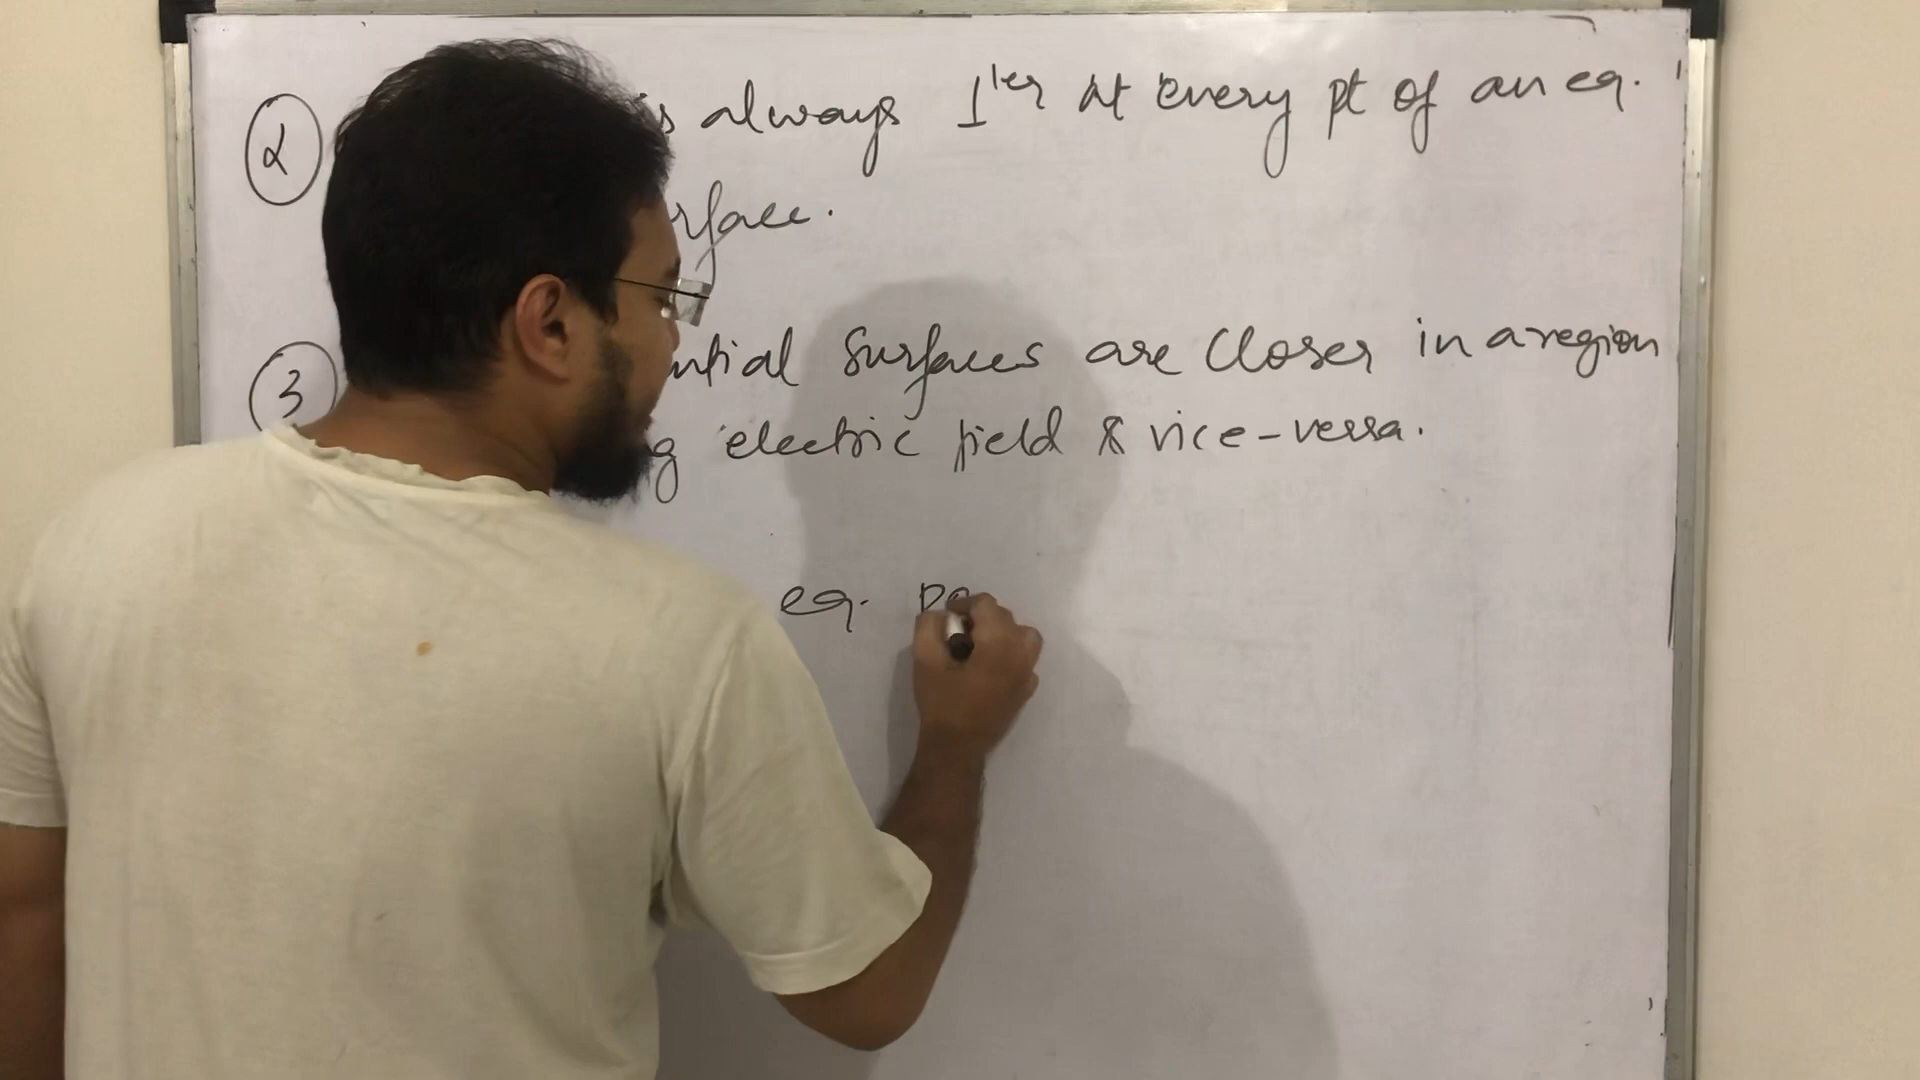 ② s always ⊥'er at every pt of an eq.
rface.
③ ntial surfaces are closer in a region
g electric field & vice-versa.
eq. po